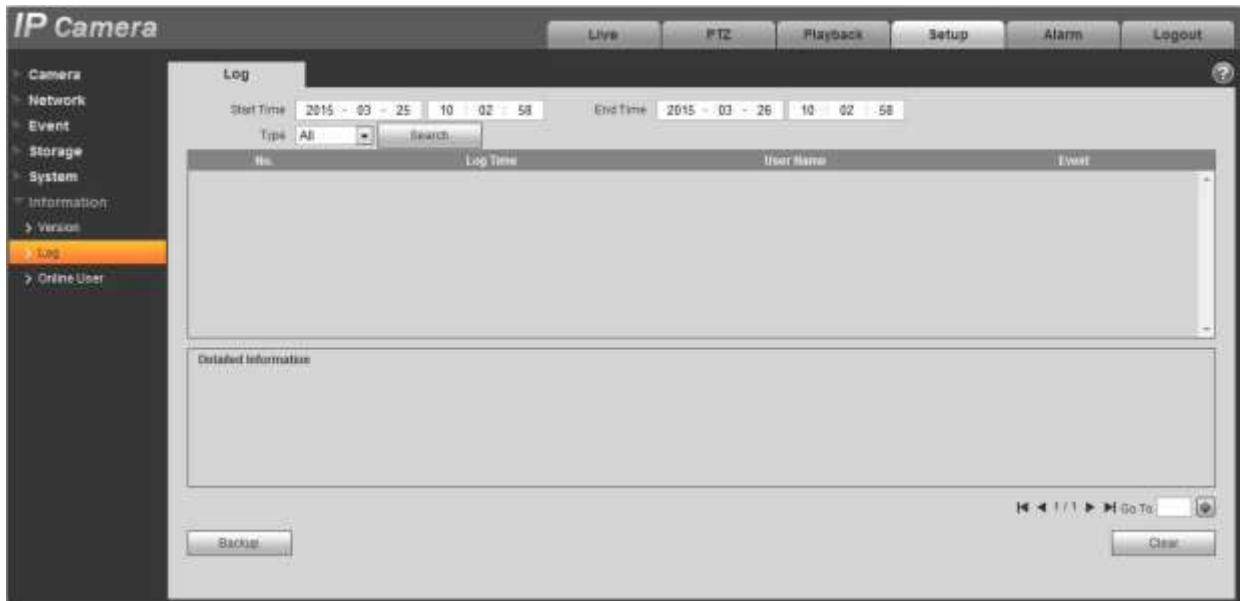 IP Camera
Live PTZ Playback Setup Alarm Logout
Camera
Network
Event
Storage
System
Information
Version
Log
Online User
Log
Start Time 2015 - 03 - 25 10 : 02 : 58 End Time 2015 - 03 - 26 10 : 02 : 58
Type All Search
No. Log Time User Name Event
Detailed Information
1 / 1 Go To
Backup Clear